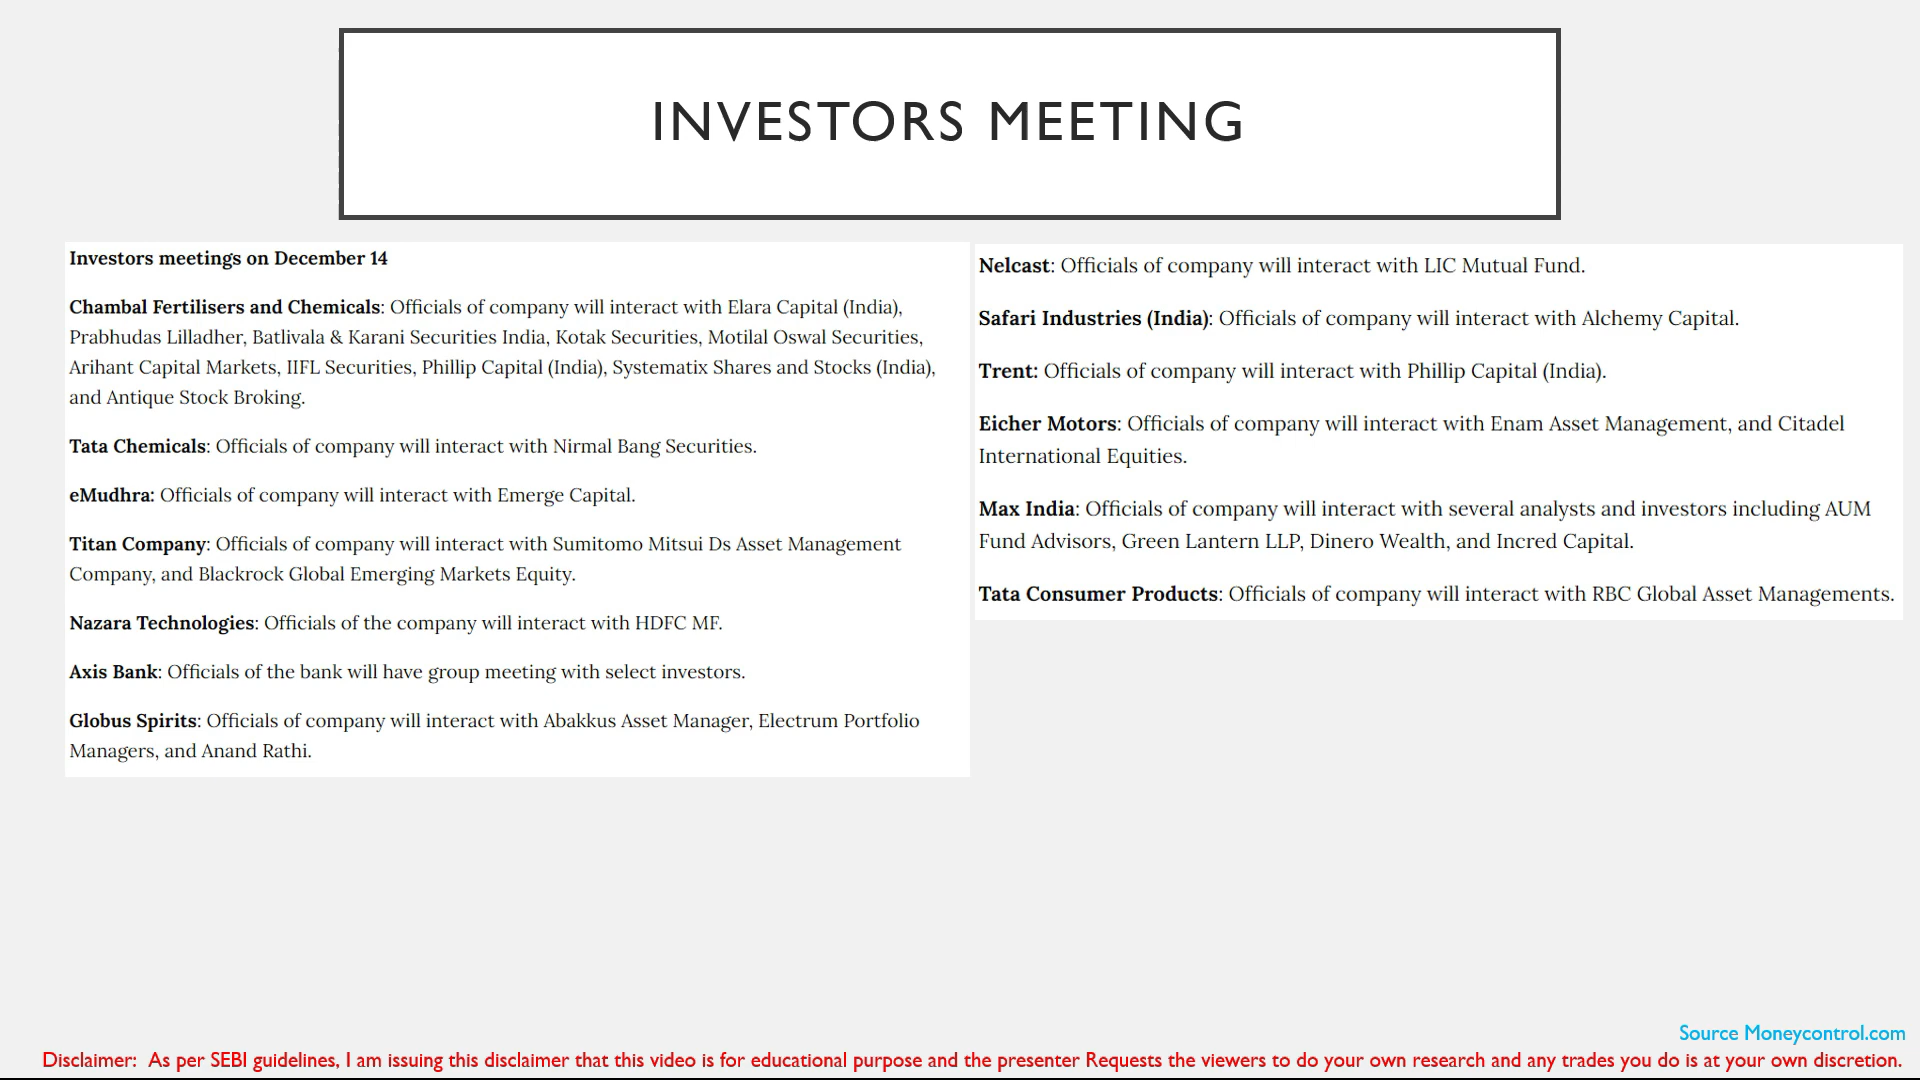 INVESTORS MEETING
Investors meetings on December 14
Chambal Fertilisers and Chemicals: Officials of company will interact with Elara Capital (India),
Prabhudas Lilladher, Batlivala & Karani Securities India, Kotak Securities, Motilal Oswal Securities,
Arihant Capital Markets, IIFL Securities, Phillip Capital (India), Systematix Shares and Stocks (India),
and Antique Stock Broking.
Tata Chemicals: Officials of company will interact with Nirmal Bang Securities.
eMudhra: Officials of company will interact with Emerge Capital.
Titan Company: Officials of company will interact with Sumitomo Mitsui Ds Asset Management
Company, and Blackrock Global Emerging Markets Equity.
Nazara Technologies: Officials of the company will interact with HDFC MF.
Axis Bank: Officials of the bank will have group meeting with select investors.
Globus Spirits: Officials of company will interact with Abakkus Asset Manager, Electrum Portfolio
Managers, and Anand Rathi.
Nelcast: Officials of company will interact with LIC Mutual Fund.
Safari Industries (India): Officials of company will interact with Alchemy Capital.
Trent: Officials of company will interact with Phillip Capital (India).
Eicher Motors: Officials of company will interact with Enam Asset Management, and Citadel
International Equities.
Max India: Officials of company will interact with several analysts and investors including AUM
Fund Advisors, Green Lantern LLP, Dinero Wealth, and Incred Capital.
Tata Consumer Products: Officials of company will interact with RBC Global Asset Managements.
Source Moneycontrol.com
Disclaimer: As per SEBI guidelines, I am issuing this disclaimer that this video is for educational purpose and the presenter Requests the viewers to do your own research and any trades you do is at your own discretion.